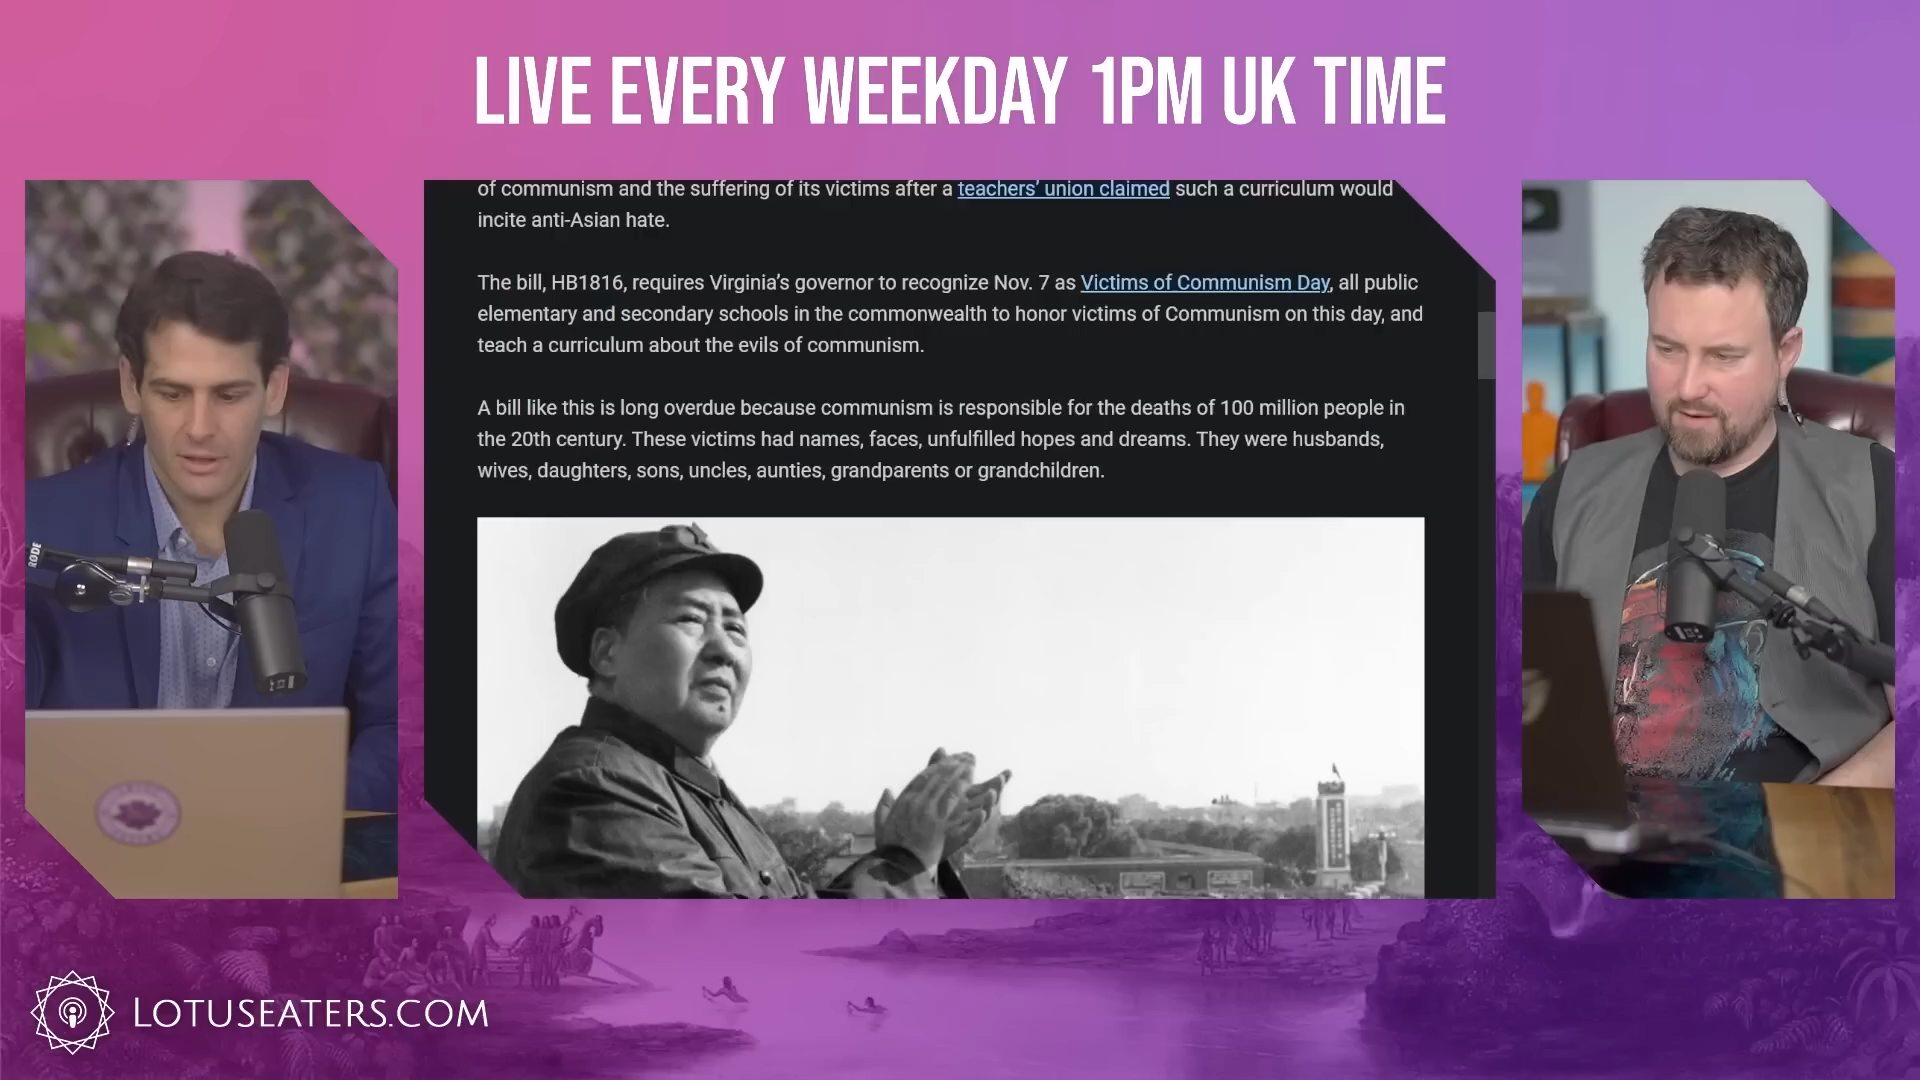 LIVE EVERY WEEKDAY 1PM UK TIME
of communism and the suffering of its victims after a teachers’ union claimed such a curriculum would
incite anti-Asian hate.
The bill, HB1816, requires Virginia’s governor to recognize Nov. 7 as Victims of Communism Day, all public
elementary and secondary schools in the commonwealth to honor victims of Communism on this day, and
teach a curriculum about the evils of communism.
A bill like this is long overdue because communism is responsible for the deaths of 100 million people in
the 20th century. These victims had names, faces, unfulfilled hopes and dreams. They were husbands,
wives, daughters, sons, uncles, aunties, grandparents or grandchildren.
RODE
LOTUSEATERS.COM